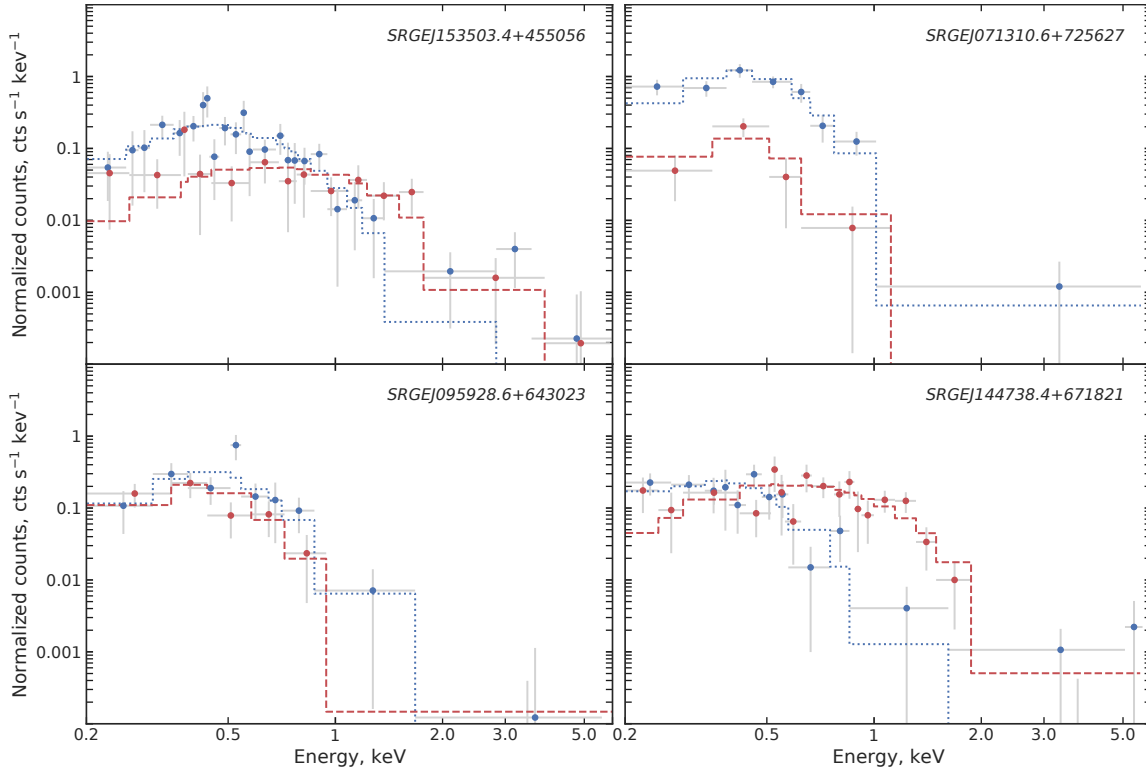 SRGEJ153503.4+455056
SRGEJ071310.6+725627
Normalized counts, cts s⁻¹ kev⁻¹
1
0.1
0.01
0.001
SRGEJ095928.6+643023
SRGEJ144738.4+671821
Normalized counts, cts s⁻¹ kev⁻¹
1
0.1
0.01
0.001
0.2 0.5 1 2.0 3.0 5.0 0.2 0.5 1 2.0 3.0 5.0
Energy, keV Energy, keV